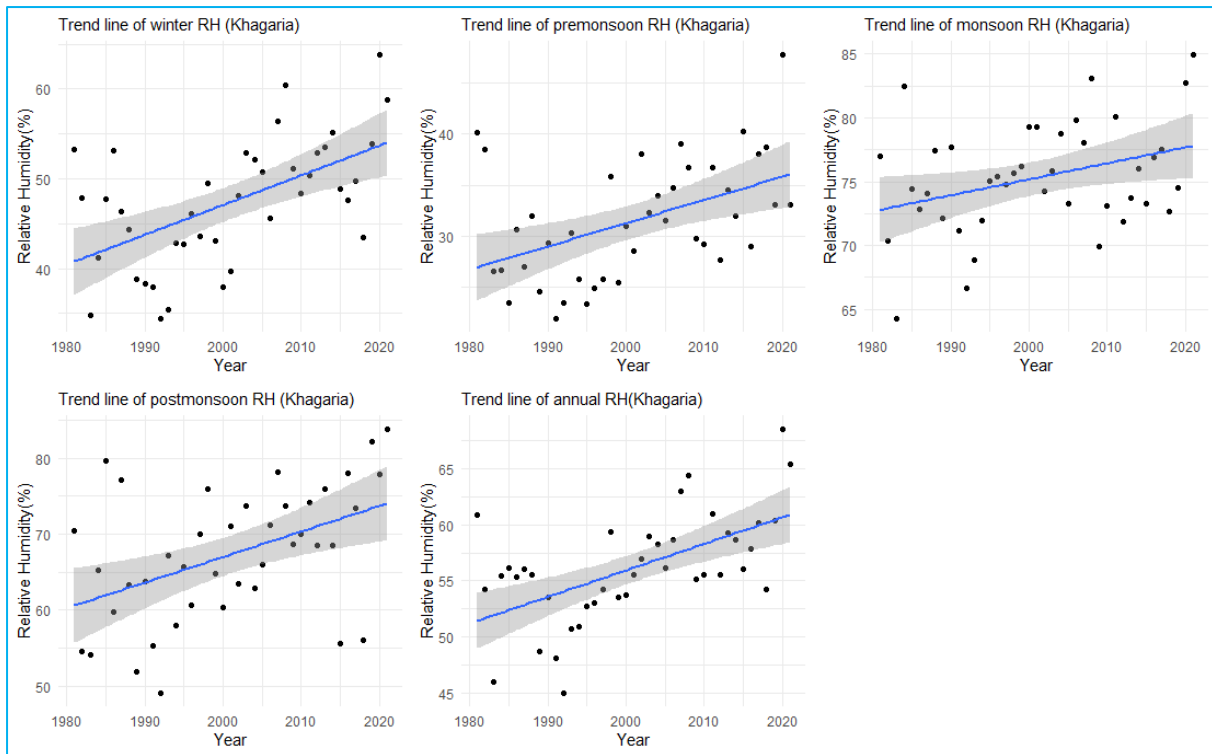 Trend line of winter RH (Khagaria)
Relative Humidity(%)
60
50
40
1980 1990 2000 2010 2020
Year
Trend line of premonsoon RH (Khagaria)
Relative Humidity(%)
40
30
1980 1990 2000 2010 2020
Year
Trend line of monsoon RH (Khagaria)
Relative Humidity(%)
85
80
75
70
65
1980 1990 2000 2010 2020
Year
Trend line of postmonsoon RH (Khagaria)
Relative Humidity(%)
80
70
60
50
1980 1990 2000 2010 2020
Year
Trend line of annual RH(Khagaria)
Relative Humidity(%)
65
60
55
50
45
1980 1990 2000 2010 2020
Year